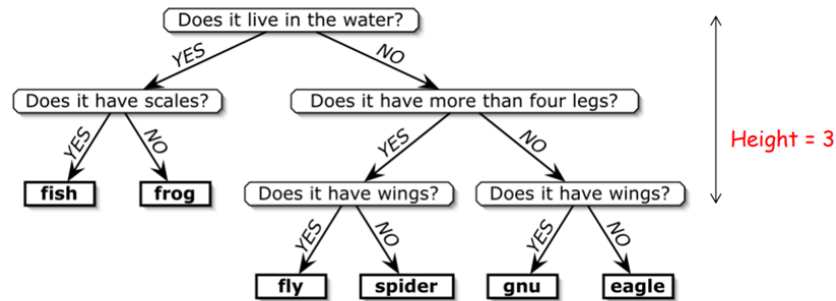 Does it live in the water?
YES
NO
Does it have scales?
Does it have more than four legs?
Height = 3
YES
NO
YES
NO
fish
frog
Does it have wings?
Does it have wings?
YES
NO
YES
NO
fly
spider
gnu
eagle